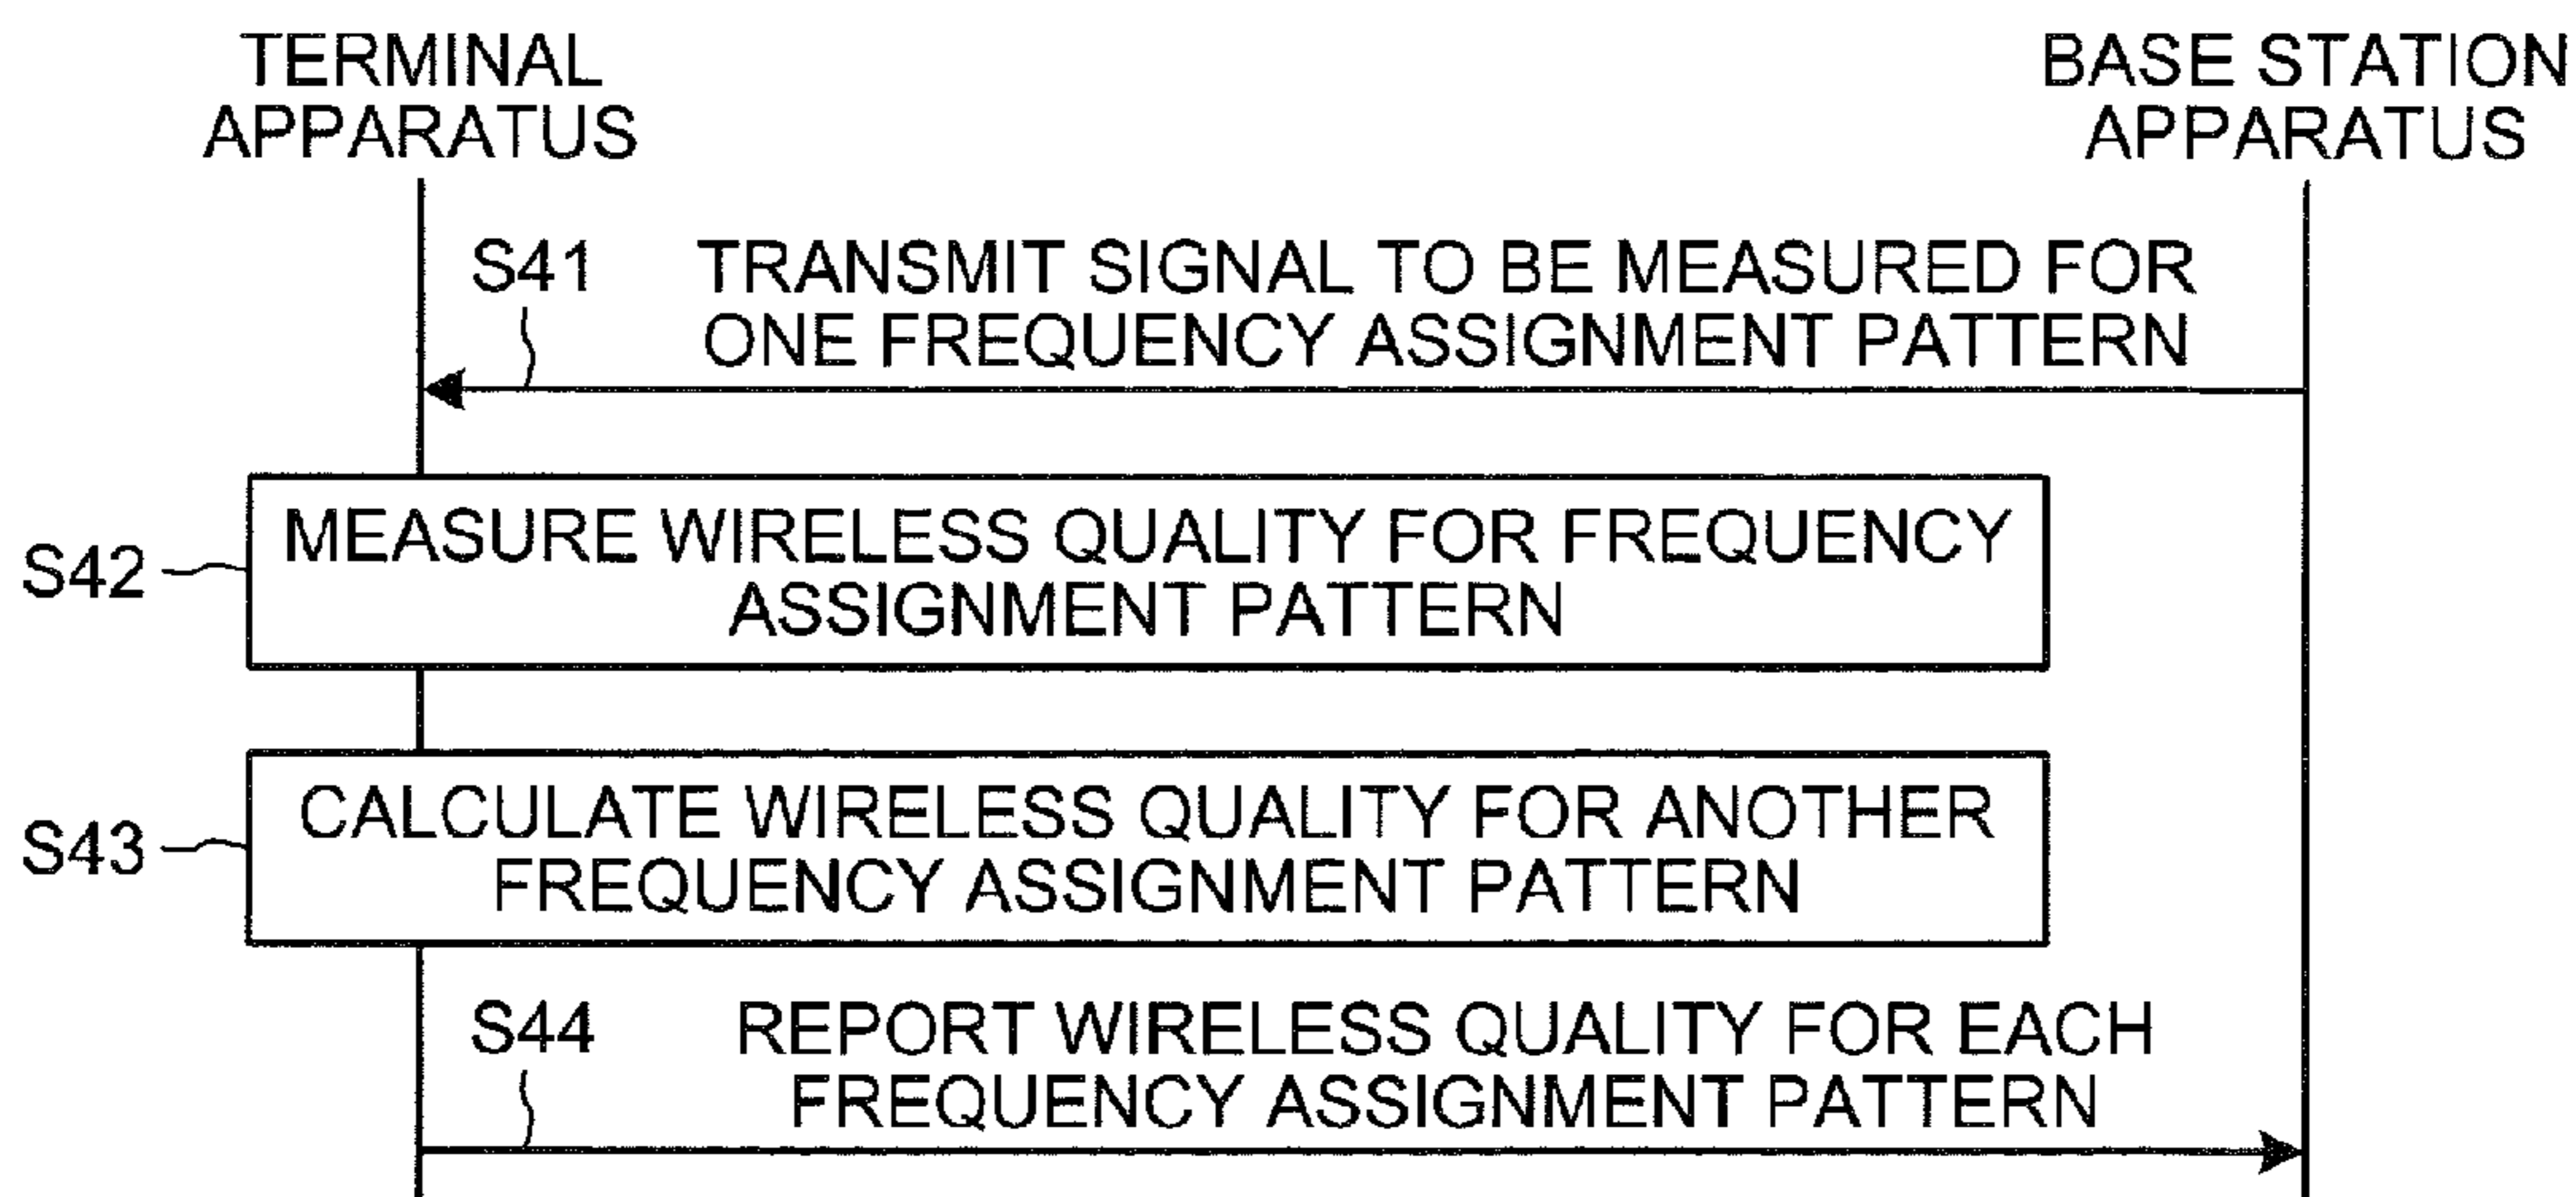 TERMINAL
APPARATUS
BASE STATION
APPARATUS
S41
TRANSMIT SIGNAL TO BE MEASURED FOR
ONE FREQUENCY ASSIGNMENT PATTERN
S42
MEASURE WIRELESS QUALITY FOR FREQUENCY
ASSIGNMENT PATTERN
S43
CALCULATE WIRELESS QUALITY FOR ANOTHER
FREQUENCY ASSIGNMENT PATTERN
S44
REPORT WIRELESS QUALITY FOR EACH
FREQUENCY ASSIGNMENT PATTERN